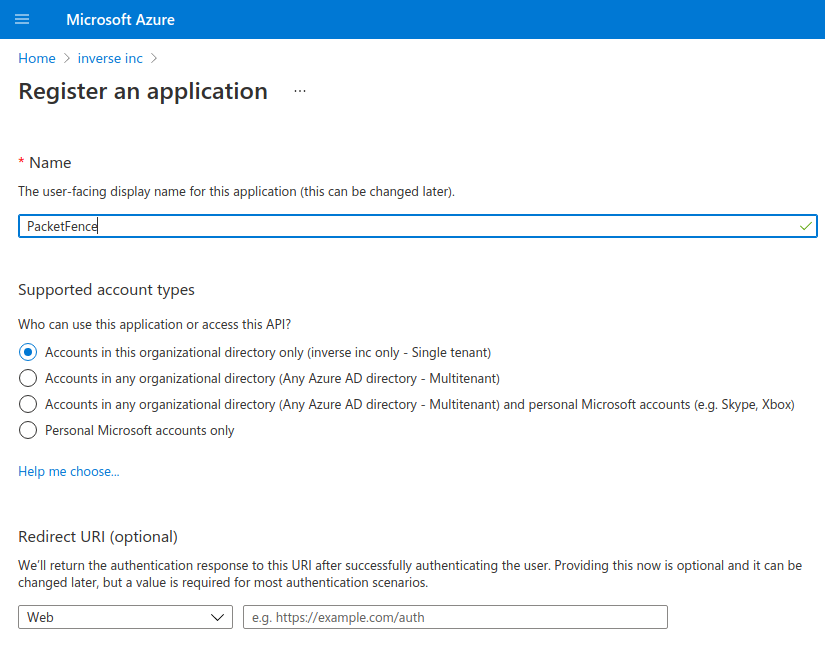 Microsoft Azure
Home > inverse inc >
Register an application ...
* Name
The user-facing display name for this application (this can be changed later).
PacketFence
Supported account types
Who can use this application or access this API?
Accounts in this organizational directory only (inverse inc only - Single tenant)
Accounts in any organizational directory (Any Azure AD directory - Multitenant)
Accounts in any organizational directory (Any Azure AD directory - Multitenant) and personal Microsoft accounts (e.g. Skype, Xbox)
Personal Microsoft accounts only
Help me choose...
Redirect URI (optional)
We'll return the authentication response to this URI after successfully authenticating the user. Providing this now is optional and it can be
changed later, but a value is required for most authentication scenarios.
Web e.g. https://example.com/auth